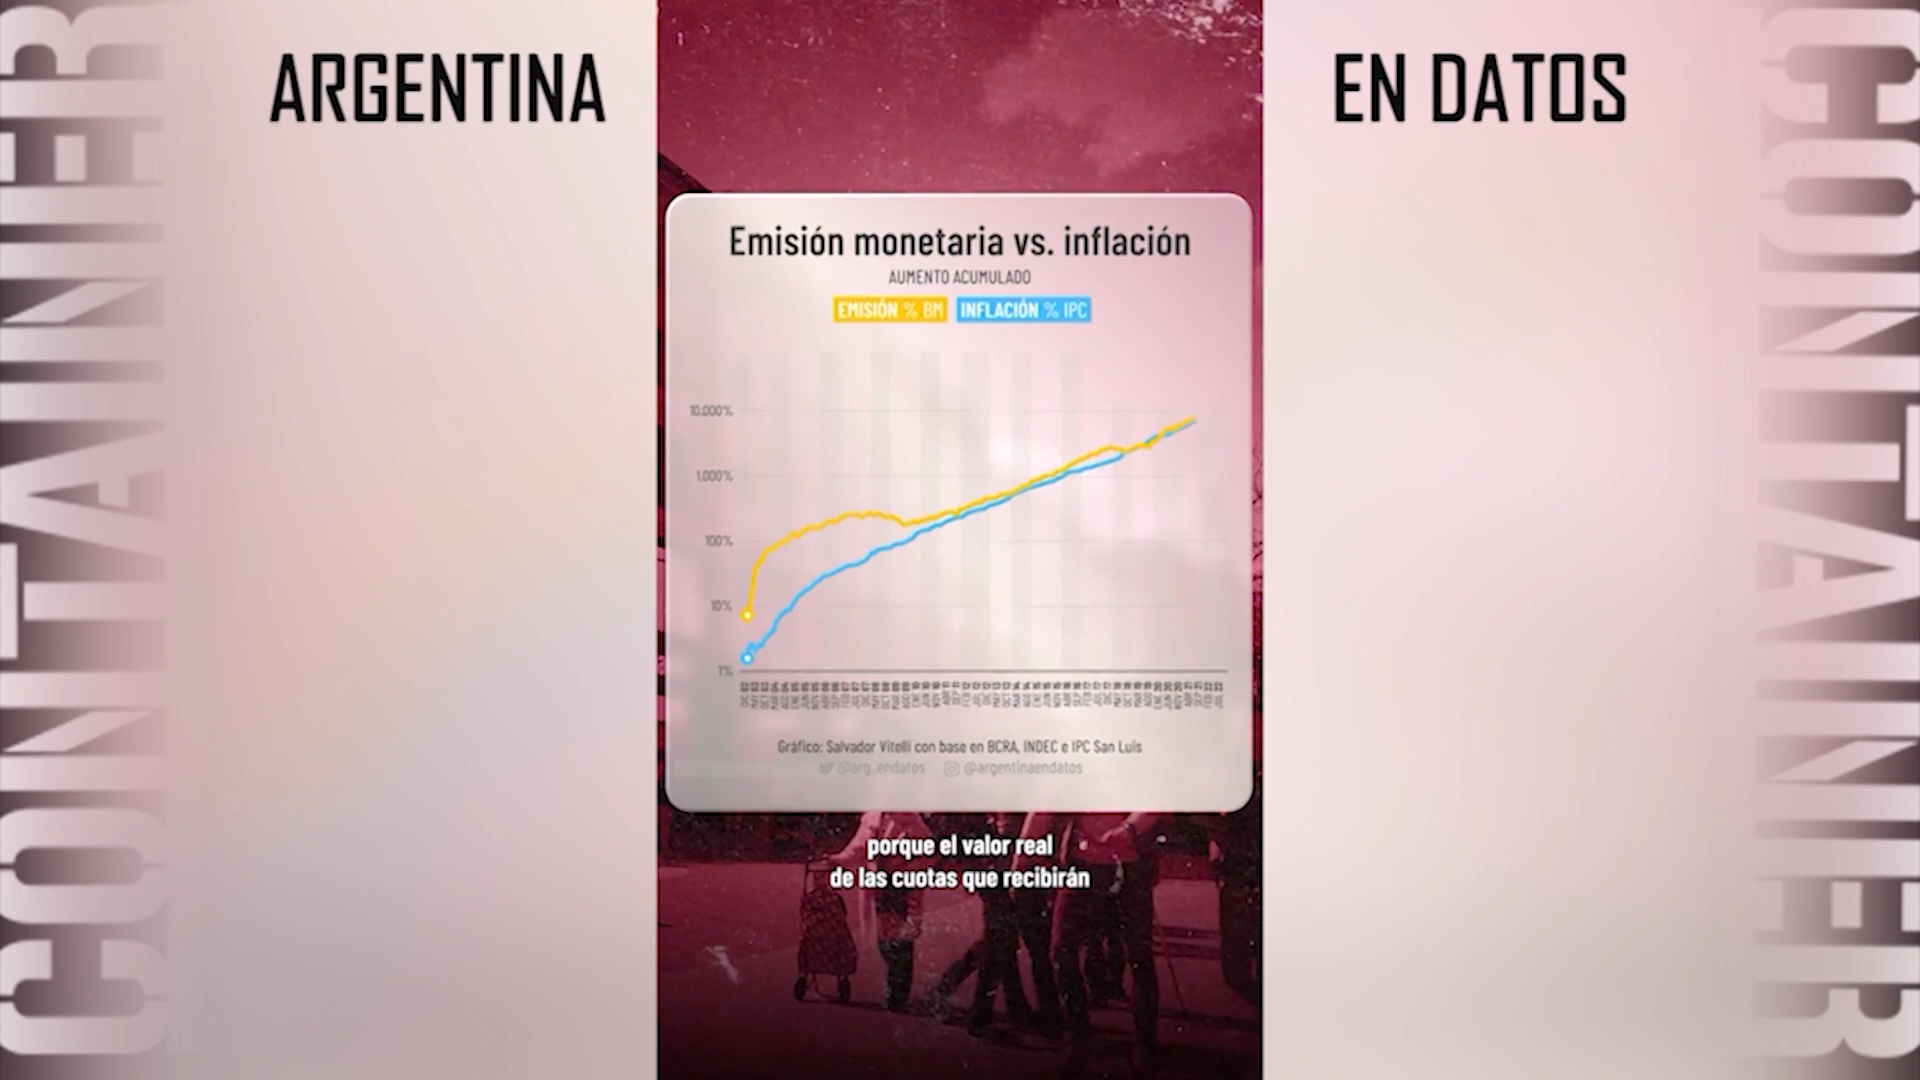 CONTAINER
ARGENTINA
EN DATOS
CONTAINER
Emisión monetaria vs. inflación
AUMENTO ACUMULADO
EMISIÓN % BM
INFLACIÓN % IPC
10.000%
1.000%
100%
10%
1%
Gráfico: Salvador Vitelli con base en BCRA, INDEC e IPC San Luis
@arg_endatos @argentinaendatos
porque el valor real
de las cuotas que recibirán